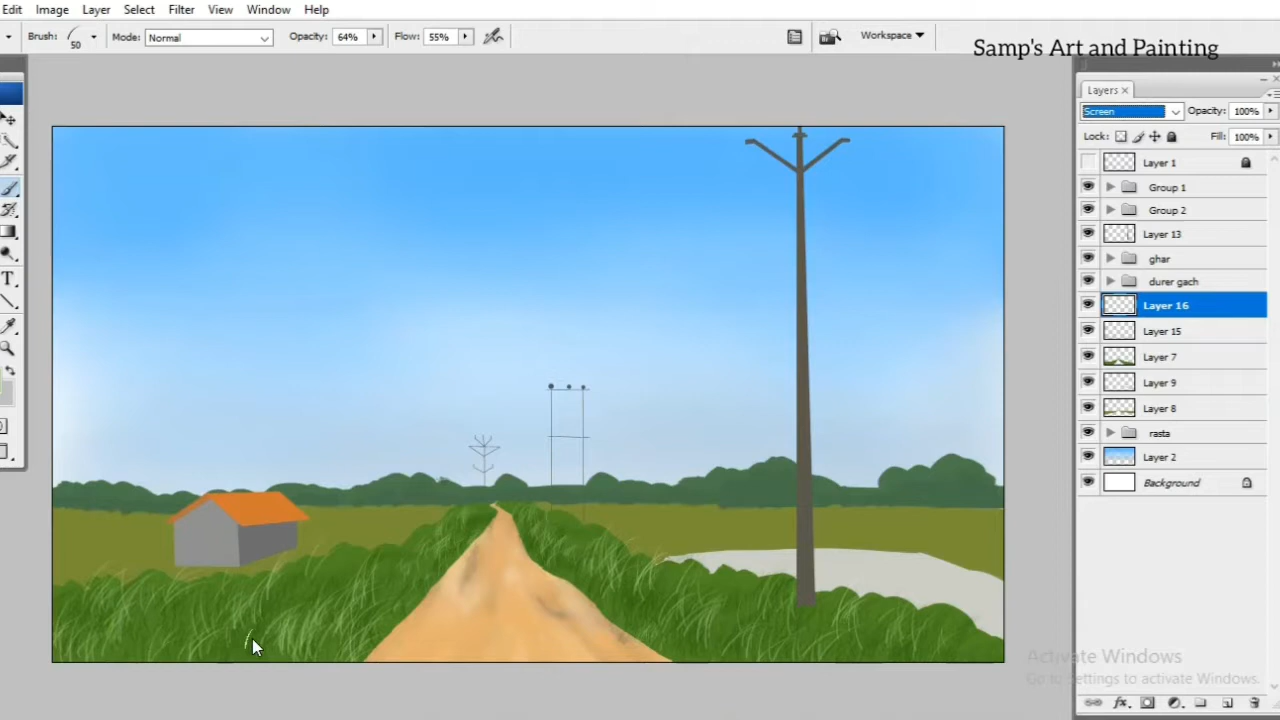 Edit Image Layer Select Filter View Window Help
Brush: 50 Mode: Normal Opacity: 64% Flow: 55% Workspace
Samp's Art and Painting
Layers
Screen Opacity: 100%
Lock: Fill: 100%
Layer 1
Group 1
Group 2
Layer 13
ghar
durer gach
Layer 16
Layer 15
Layer 7
Layer 9
Layer 8
rasta
Layer 2
Background
Activate Windows
Go to Settings to activate Windows.
T
fx